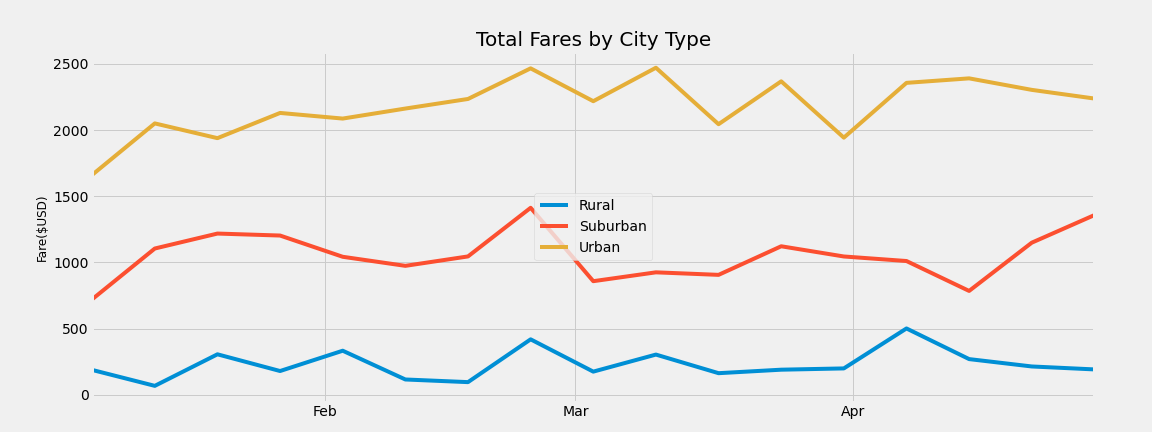 Total Fares by City Type
2500
2000
1500
1000
500
0
Fare($USD)
Rural
Suburban
Urban
Feb
Mar
Apr